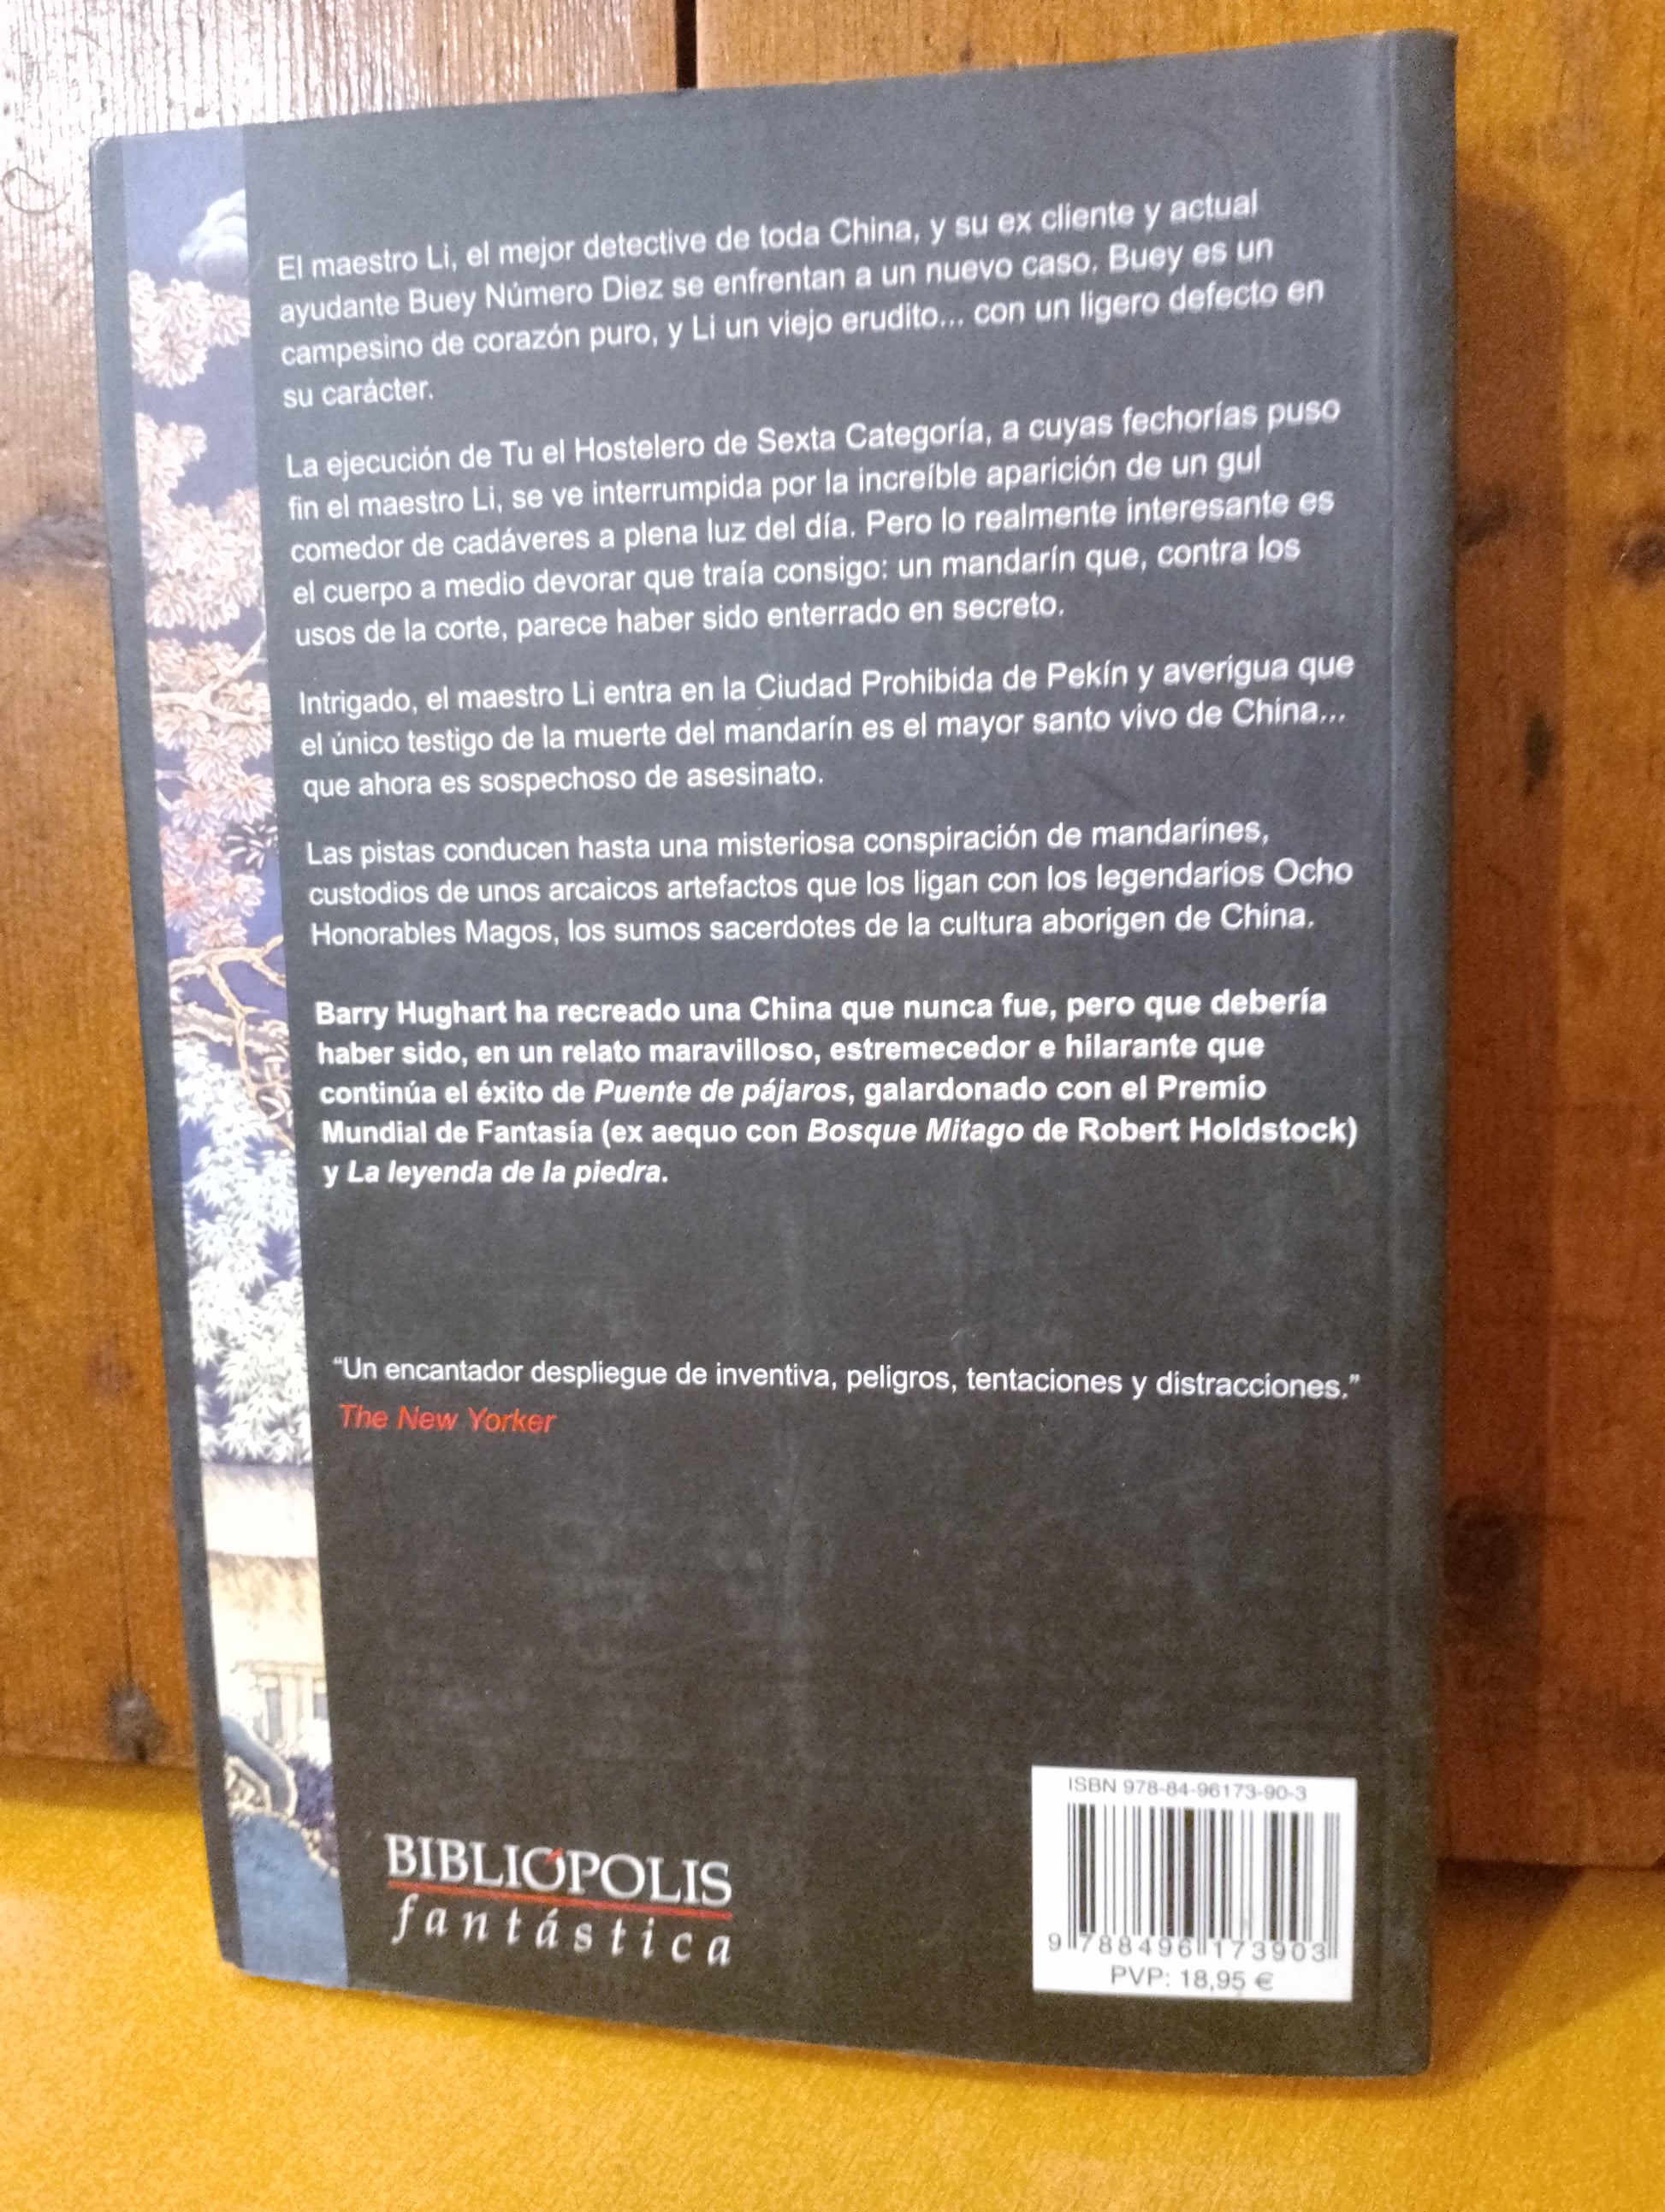 El maestro Li, el mejor detective de toda China, y su ex cliente y actual
ayudante Buey Número Diez se enfrentan a un nuevo caso. Buey es un
campesino de corazón puro, y Li un viejo erudito... con un ligero defecto en
su carácter.
La ejecución de Tu el Hostelero de Sexta Categoría, a cuyas fechorías puso
fin el maestro Li, se ve interrumpida por la increíble aparición de un gul
comedor de cadáveres a plena luz del día. Pero lo realmente interesante es
el cuerpo a medio devorar que traía consigo: un mandarín que, contra los
usos de la corte, parece haber sido enterrado en secreto.
Intrigado, el maestro Li entra en la Ciudad Prohibida de Pekín y averigua que
el único testigo de la muerte del mandarín es el mayor santo vivo de China...
que ahora es sospechoso de asesinato.
Las pistas conducen hasta una misteriosa conspiración de mandarines,
custodios de unos arcaicos artefactos que los ligan con los legendarios Ocho
Honorables Magos, los sumos sacerdotes de la cultura aborigen de China.
Barry Hughart ha recreado una China que nunca fue, pero que debería
haber sido, en un relato maravilloso, estremecedor e hilarante que
continúa el éxito de Puente de pájaros, galardonado con el Premio
Mundial de Fantasía (ex aequo con Bosque Mitago de Robert Holdstock)
y La leyenda de la piedra.
“Un encantador despliegue de inventiva, peligros, tentaciones y distracciones.”
The New Yorker
BIBLIÓPOLIS
fantástica
ISBN 978-84-96173-90-3
9 788496 173903
PVP: 18,95 €